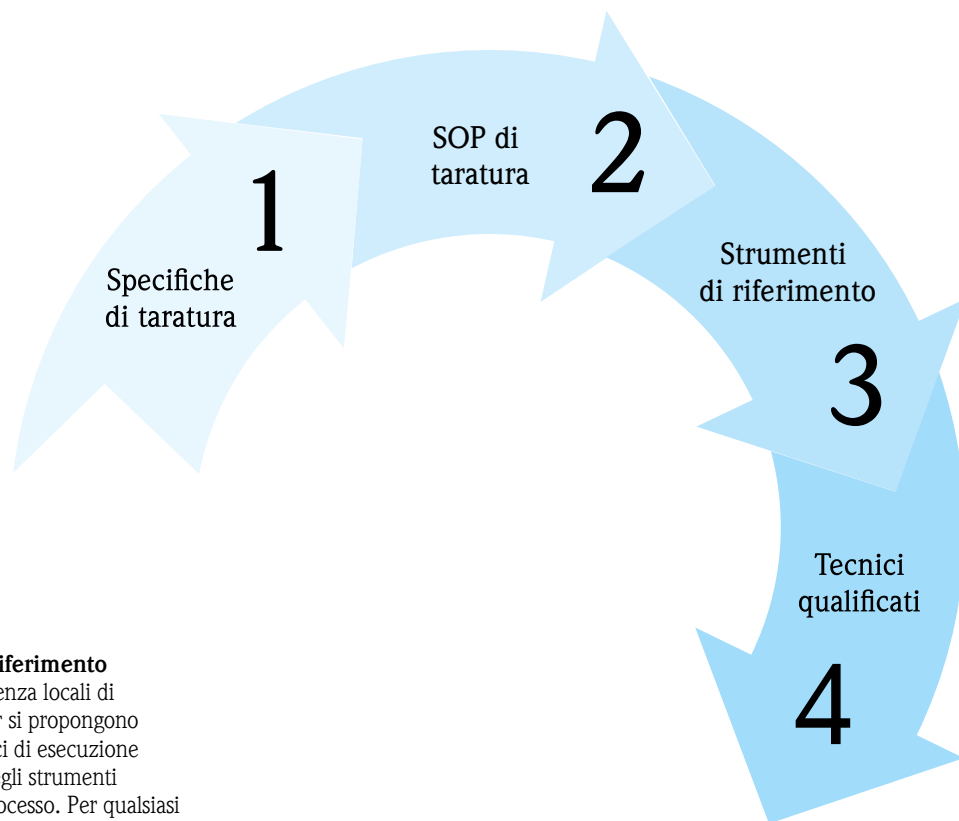 1
Specifiche
di taratura
SOP di
taratura
2
Strumenti
di riferimento
3
Tecnici
qualificati
4
iferimento
enza locali di
r si propongono
ci di esecuzione
egli strumenti
ocesso. Per qualsiasi